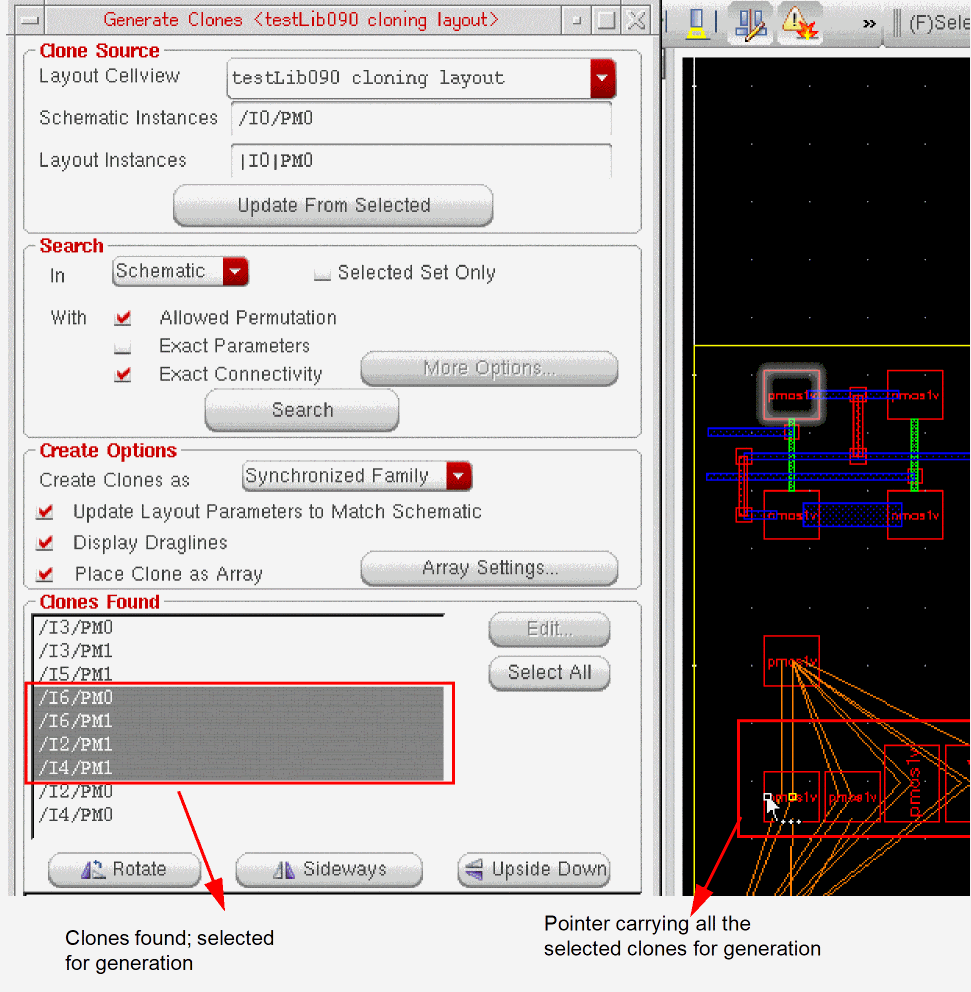 Generate Clones <testLib090 cloning layout>
(F)Sele
Clone Source
Layout Cellview testLib090 cloning layout
Schematic Instances /I0/PM0
Layout Instances |I0|PM0
Update From Selected
Search
In Schematic Selected Set Only
With Allowed Permutation
Exact Parameters
Exact Connectivity More Options...
Search
Create Options
Create Clones as Synchronized Family
Update Layout Parameters to Match Schematic
Display Draglines
Place Clone as Array Array Settings...
Clones Found
/I3/PM0
/I3/PM1
/I5/PM1
/I6/PM0
/I6/PM1
/I2/PM1
/I4/PM1
/I2/PM0
/I4/PM0
Edit...
Select All
Rotate Sideways Upside Down
pmos1v pmos1v
pmos1v pmos1v
pmos1v
pmos1v pmos1v pmos1v
Clones found; selected
for generation
Pointer carrying all the
selected clones for generation